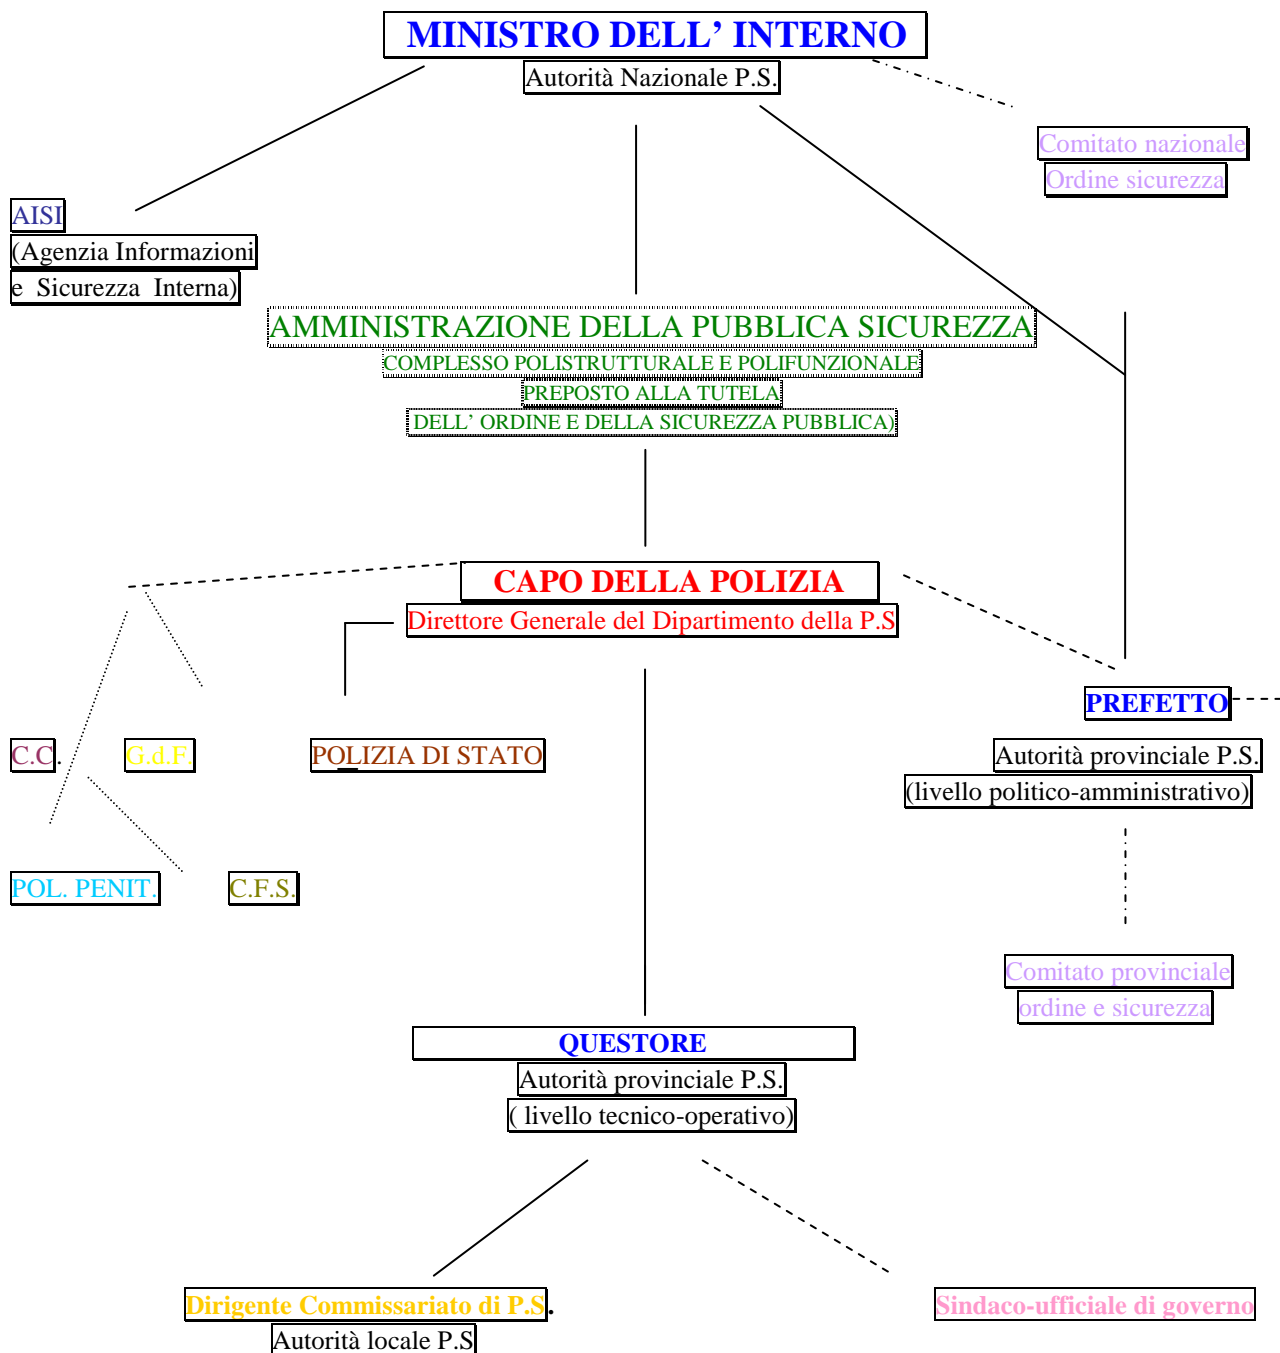 MINISTRO DELL' INTERNO
Autorità Nazionale P.S.
Comitato nazionale
Ordine sicurezza
AISI
(Agenzia Informazioni
e Sicurezza Interna)
AMMINISTRAZIONE DELLA PUBBLICA SICUREZZA
COMPLESSO POLISTRUTTURALE E POLIFUNZIONALE
PREPOSTO ALLA TUTELA
DELL' ORDINE E DELLA SICUREZZA PUBBLICA)
CAPO DELLA POLIZIA
Direttore Generale del Dipartimento della P.S
PREFETTO
C.C.
G.d.F.
POLIZIA DI STATO
Autorità provinciale P.S.
(livello politico-amministrativo)
POL. PENIT.
C.F.S.
Comitato provinciale
ordine e sicurezza
QUESTORE
Autorità provinciale P.S.
( livello tecnico-operativo)
Dirigente Commissariato di P.S.
Sindaco-ufficiale di governo
Autorità locale P.S